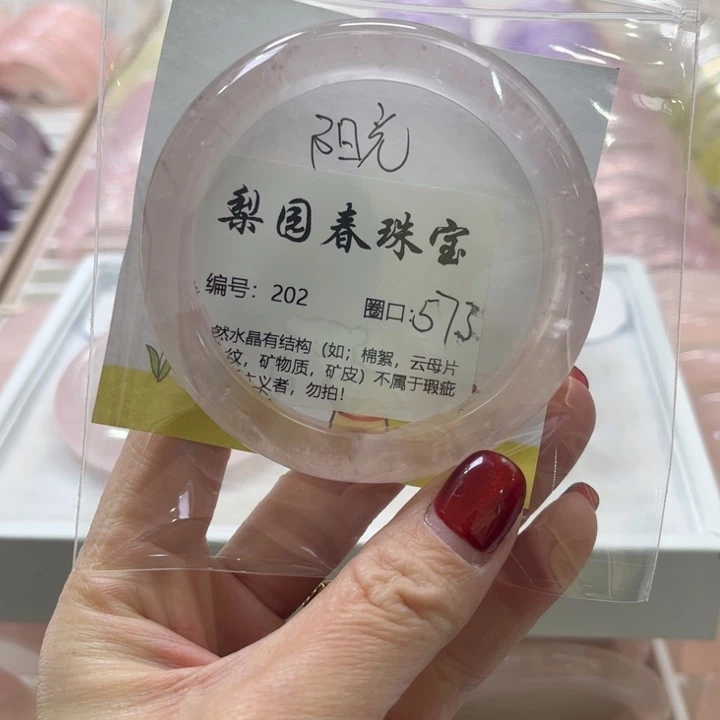 阳光
梨园春珠宝
编号：202
圈口：573
然水晶有结构（如；棉絮，云母片
纹，矿物质，矿皮）不属于瑕疵
义者，勿拍！